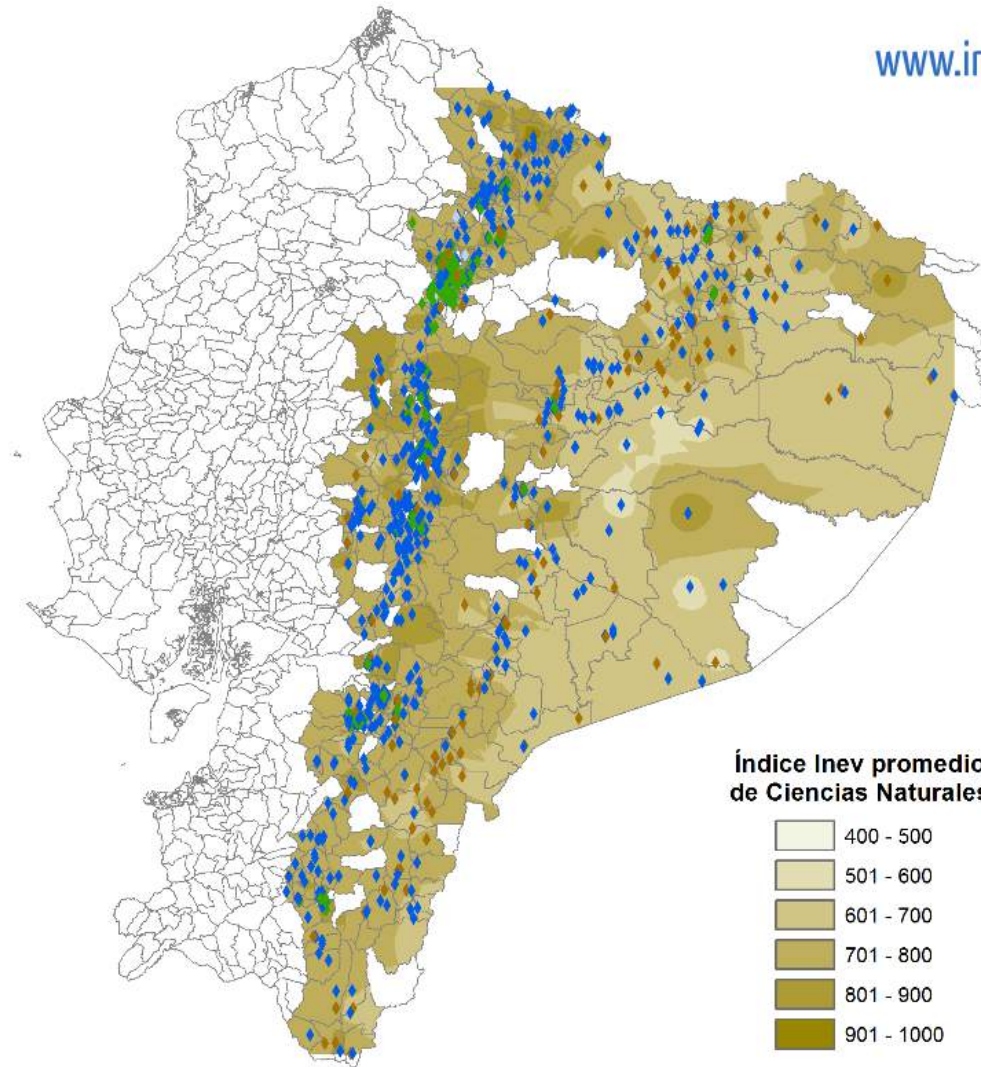 www.in
Índice Inev promedio
de Ciencias Naturales
400 - 500
501 - 600
601 - 700
701 - 800
801 - 900
901 - 1000